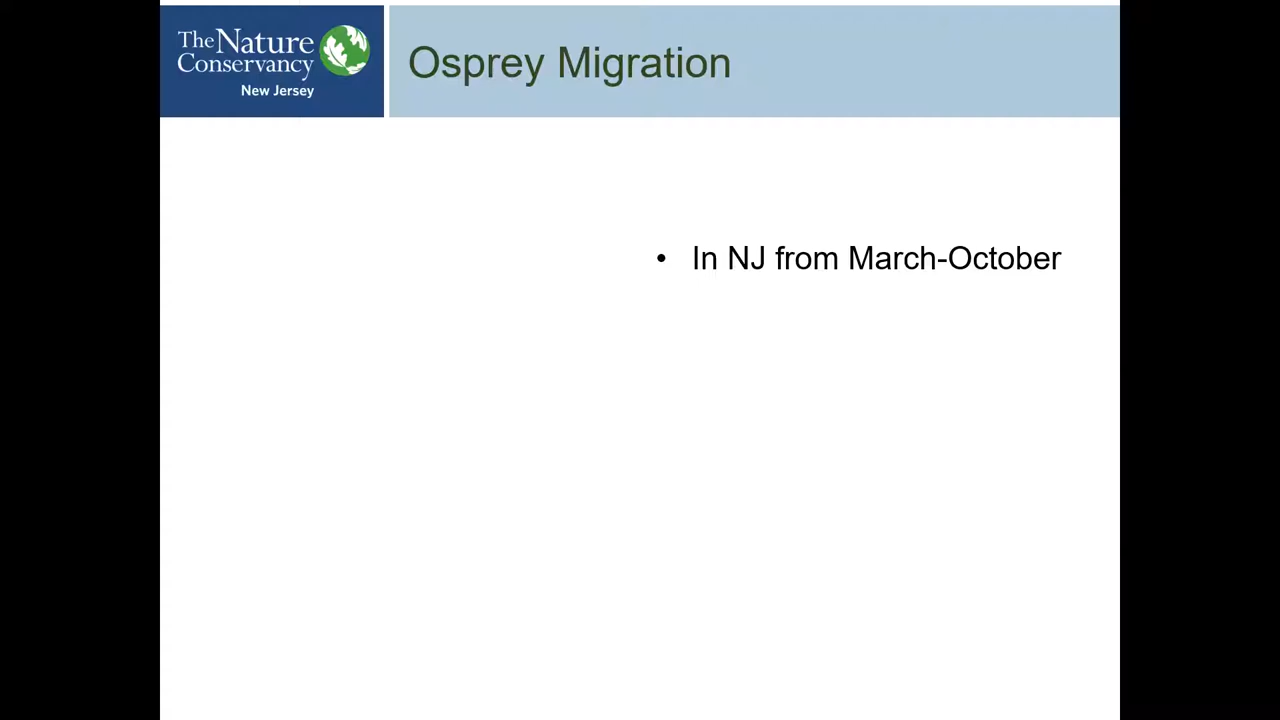 The Nature
Conservancy
New Jersey
Osprey Migration
• In NJ from March-October